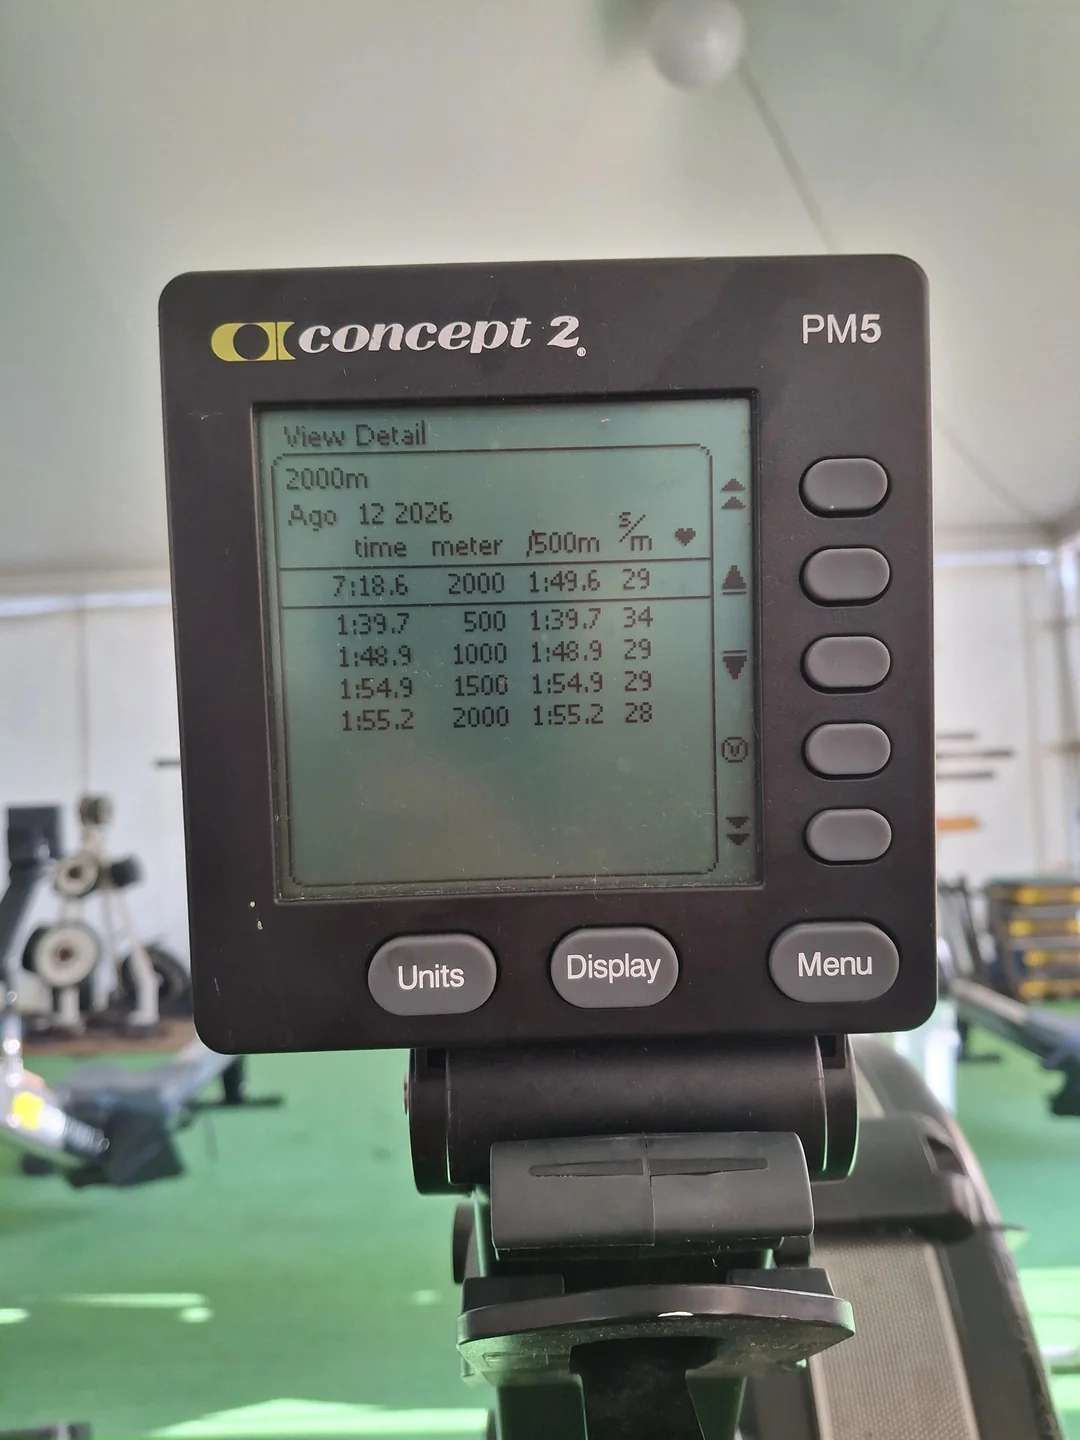 concept 2
PM5
View Detail
2000m
Ago 12 2026
time meter /500m s/m
7:18.6 2000 1:49.6 29
1:39.7 500 1:39.7 34
1:48.9 1000 1:48.9 29
1:54.9 1500 1:54.9 29
1:55.2 2000 1:55.2 28
Units
Display
Menu